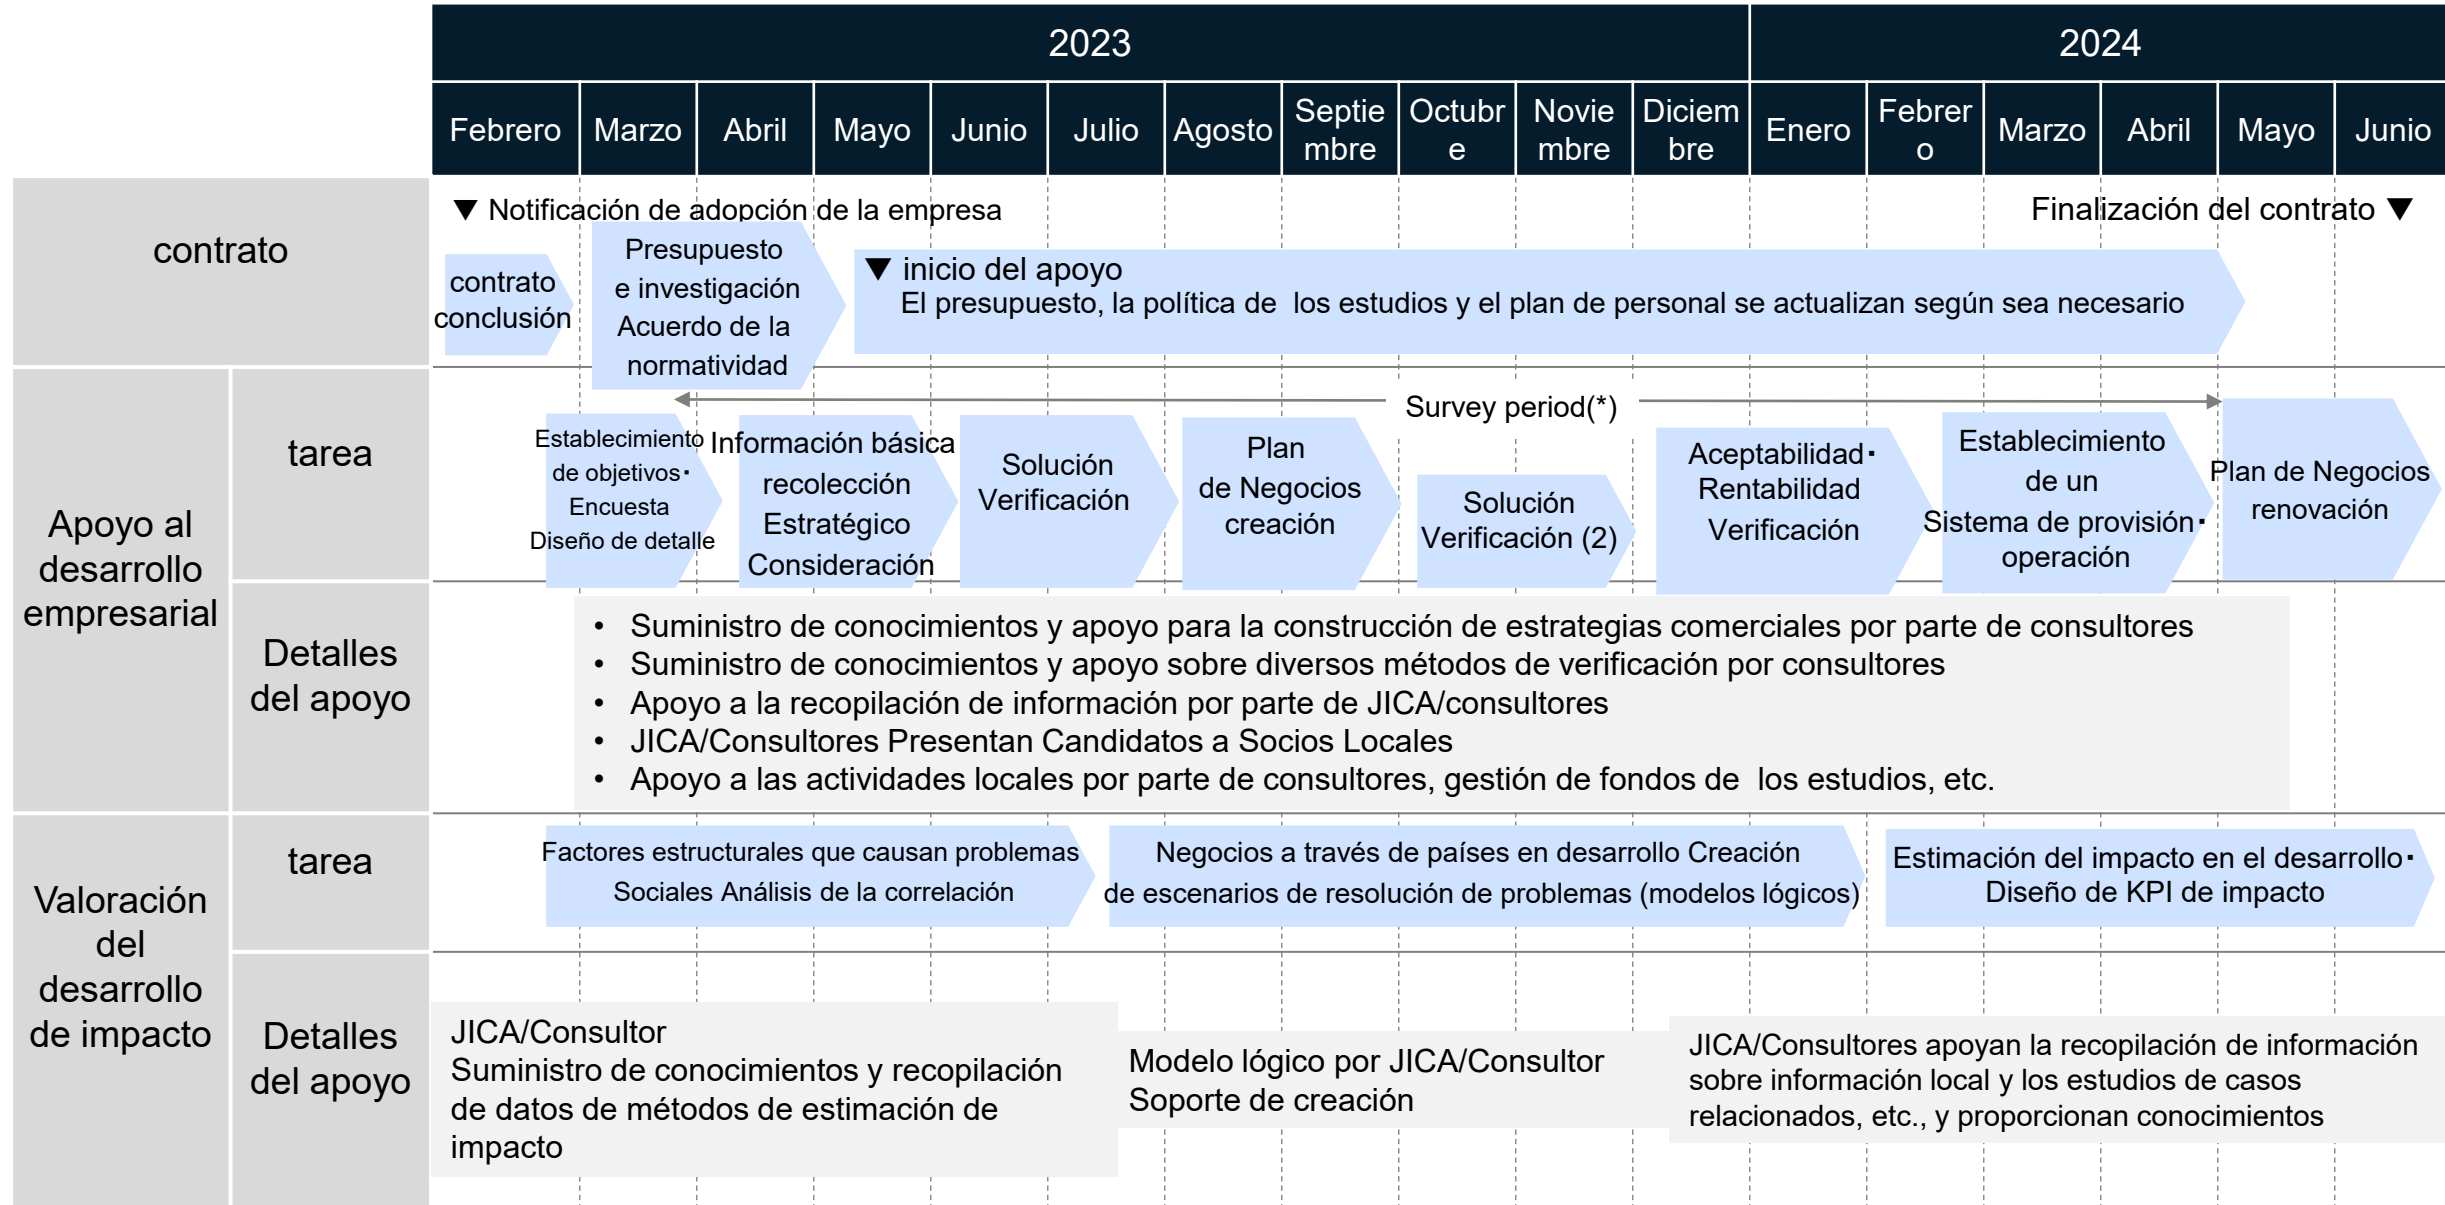 2023
2024
Febrero
Marzo
Abril
Mayo
Junio
Julio
Agosto
Septie
mbre
Octubr
e
Novie
mbre
Diciem
bre
Enero
Febrer
o
Marzo
Abril
Mayo
Junio
contrato
▼ Notificación de adopción de la empresa
Finalización del contrato ▼
contrato
conclusión
Presupuesto
e investigación
Acuerdo de la
normatividad
▼ inicio del apoyo
El presupuesto, la política de  los estudios y el plan de personal se actualizan según sea necesario
Apoyo al
desarrollo
empresarial
tarea
Survey period(*)
Establecimiento
de objetivos・
Encuesta
Diseño de detalle
Información básica
recolección
Estratégico
Consideración
Solución
Verificación
Plan
de Negocios
creación
Solución
Verificación (2)
Aceptabilidad・
Rentabilidad
Verificación
Establecimiento
de un
Sistema de provisión・
operación
Plan de Negocios
renovación
Detalles
del apoyo
• Suministro de conocimientos y apoyo para la construcción de estrategias comerciales por parte de consultores
• Suministro de conocimientos y apoyo sobre diversos métodos de verificación por consultores
• Apoyo a la recopilación de información por parte de JICA/consultores
• JICA/Consultores Presentan Candidatos a Socios Locales
• Apoyo a las actividades locales por parte de consultores, gestión de fondos de  los estudios, etc.
Valoración
del
desarrollo
de impacto
tarea
Factores estructurales que causan problemas
Sociales Análisis de la correlación
Negocios a través de países en desarrollo Creación
de escenarios de resolución de problemas (modelos lógicos)
Estimación del impacto en el desarrollo・
Diseño de KPI de impacto
Detalles
del apoyo
JICA/Consultor
Suministro de conocimientos y recopilación
de datos de métodos de estimación de
impacto
Modelo lógico por JICA/Consultor
Soporte de creación
JICA/Consultores apoyan la recopilación de información
sobre información local y los estudios de casos
relacionados, etc., y proporcionan conocimientos